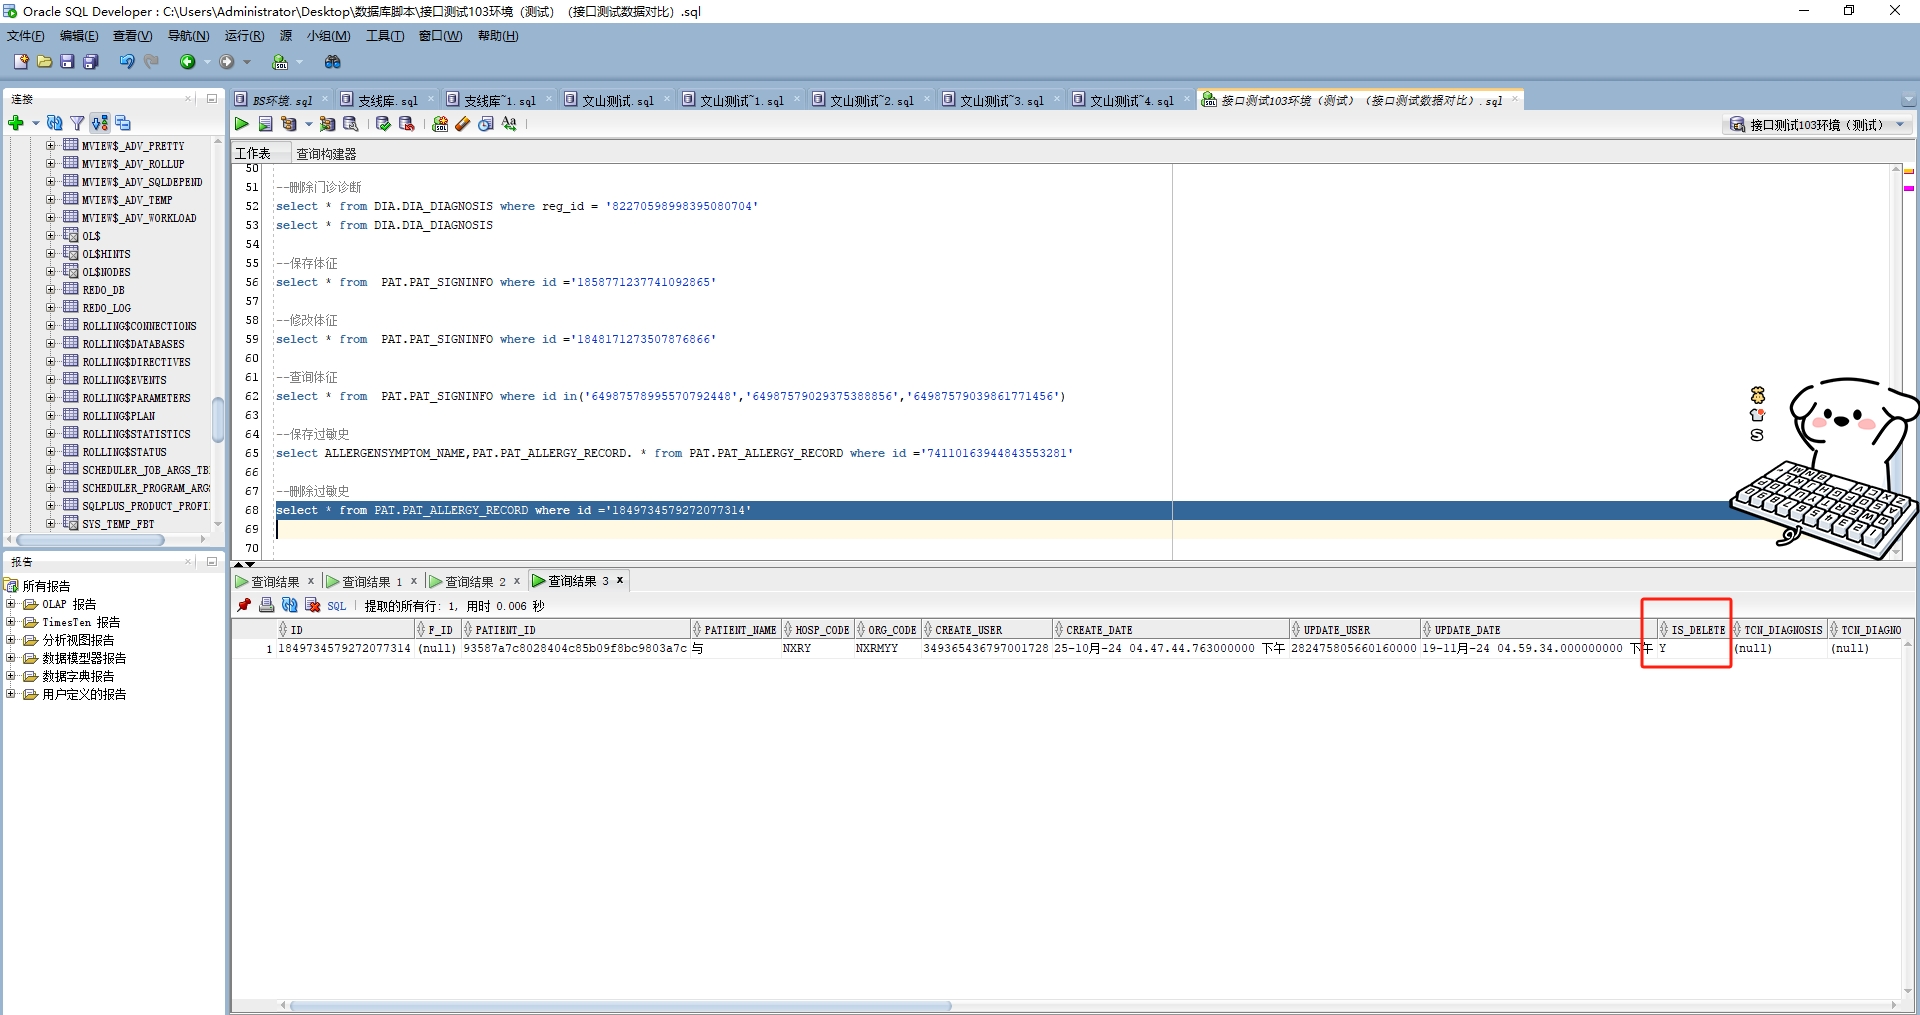 Oracle SQL Developer : C:\Users\Administrator\Desktop\数据库脚本\接口测试103环境（测试）（接口测试数据对比）.sql
文件(F) 编辑(E) 查看(V) 导航(N) 运行(R) 源 小组(M) 工具(T) 窗口(W) 帮助(H)
连接
BS环境.sql 支线库.sql 支线库~1.sql 文山测试.sql 文山测试~1.sql 文山测试~2.sql 文山测试~3.sql 文山测试~4.sql 接口测试103环境（测试）（接口测试数据对比）.sql
接口测试103环境（测试）
MVIEW$_ADV_PRETTY
MVIEW$_ADV_ROLLUP
MVIEW$_ADV_SQLDEPEND
MVIEW$_ADV_TEMP
MVIEW$_ADV_WORKLOAD
OL$
OL$HINTS
OL$NODES
REDO_DB
REDO_LOG
ROLLING$CONNECTIONS
ROLLING$DATABASES
ROLLING$DIRECTIVES
ROLLING$EVENTS
ROLLING$PARAMETERS
ROLLING$PLAN
ROLLING$STATISTICS
ROLLING$STATUS
SCHEDULER_JOB_ARGS_TB
SCHEDULER_PROGRAM_ARG
SQLPLUS_PRODUCT_PROFI
SYS_TEMP_FBT
工作表 查询构建器
50
51 --删除门诊诊断
52 select * from DIA.DIA_DIAGNOSIS where reg_id = '82270598998395080704'
53 select * from DIA.DIA_DIAGNOSIS
54
55 --保存体征
56 select * from  PAT.PAT_SIGNINFO where id ='1858771237741092865'
57
58 --修改体征
59 select * from  PAT.PAT_SIGNINFO where id ='1848171273507876866'
60
61 --查询体征
62 select * from  PAT.PAT_SIGNINFO where id in('64987578995570792448','64987579029375388856','64987579039861771456')
63
64 --保存过敏史
65 select ALLERGENSYMPTOM_NAME,PAT.PAT_ALLERGY_RECORD. * from PAT.PAT_ALLERGY_RECORD where id ='74110163944843553281'
66
67 --删除过敏史
68 select * from PAT.PAT_ALLERGY_RECORD where id ='1849734579272077314'
69
70
报告
所有报告
OLAP 报告
TimesTen 报告
分析视图报告
数据模型器报告
数据字典报告
用户定义的报告
查询结果 × 查询结果 1 × 查询结果 2 × 查询结果 3 ×
SQL 提取的所有行: 1, 用时 0.006 秒
ID F_ID PATIENT_ID PATIENT_NAME HOSP_CODE ORG_CODE CREATE_USER CREATE_DATE UPDATE_USER UPDATE_DATE IS_DELETE TCN_DIAGNOSIS TCN_DIAGNO
1 1849734579272077314 (null) 93587a7c8028404c85b09f8bc9803a7c 与 NXRY NXRMYY 349365436797001728 25-10月-24 04.47.44.763000000 下午 282475805660160000 19-11月-24 04.59.34.000000000 下午 Y (null) (null)